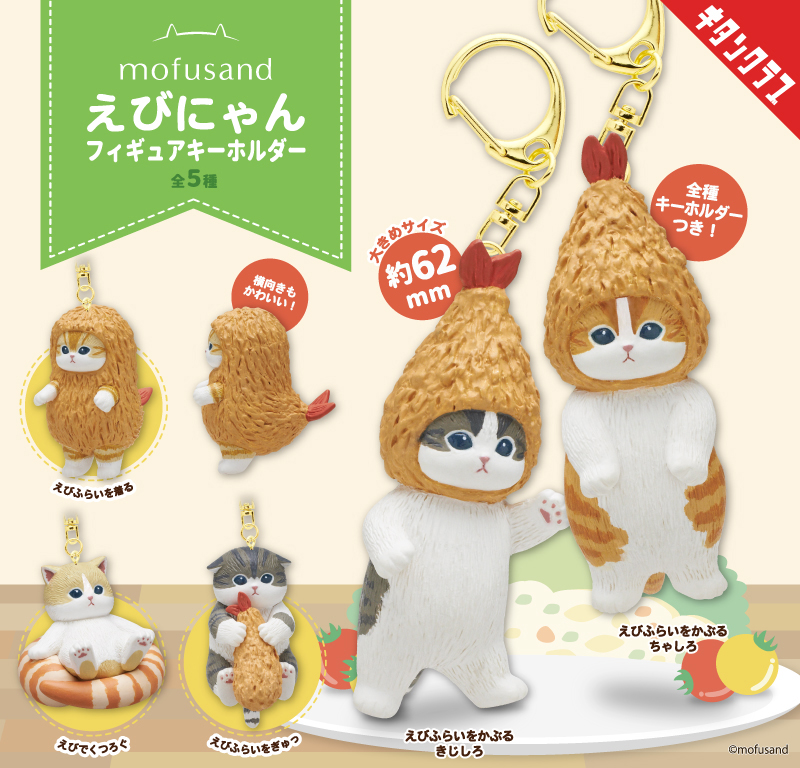 mofusand
えびにゃん
フィギュアキーホルダー
全5種
キタンクラブ
全種
キーホルダー
つき！
大きめサイズ
約62
mm
横向きも
かわいい！
えびふらいを着る
えびでくつろぐ
えびふらいをぎゅっ
えびふらいをかぶる
きじしろ
えびふらいをかぶる
ちゃしろ
©mofusand